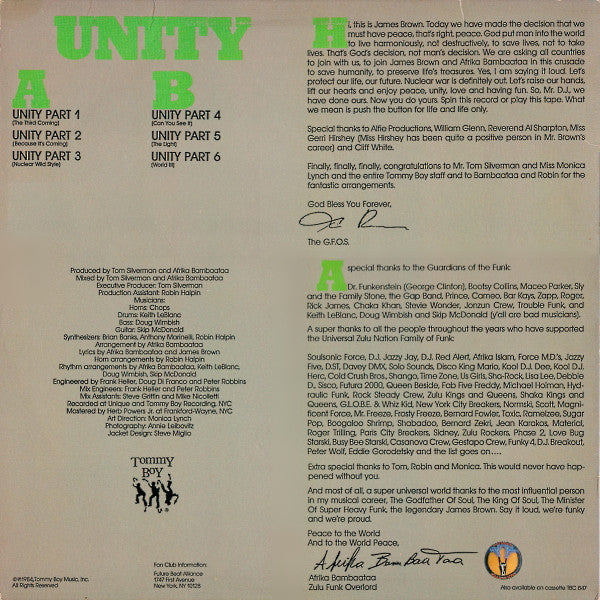 UNITY
A
UNITY PART 1
(The Third Coming)
UNITY PART 2
(Because It's Coming)
UNITY PART 3
(Nuclear Wild Style)
B
UNITY PART 4
(Can You See It)
UNITY PART 5
(The Light)
UNITY PART 6
(World III)
Hi, this is James Brown. Today we have made the decision that we
must have peace, that's right, peace. God put man into the world
to live harmoniously, not destructively, to save lives, not to take
lives. That's God's decision, not man's decision. We are asking all countries
to join with us, to join James Brown and Afrika Bambaataa in this crusade
to save humanity, to preserve life's treasures. Yes, I am saying it loud. Let's
protect our life, our future. Nuclear war is definitely out. Let's raise our hands,
lift our hearts and enjoy peace, unity, love and having fun. So, Mr. D.J., we
have done ours. Now you do yours. Spin this record or play this tape. What
we mean is push the button for life and life only.
Special thanks to Alfie Productions, William Glenn, Reverend Al Sharpton, Miss
Gerri Hirshey (Miss Hirshey has been quite a positive person in Mr. Brown's
career) and Cliff White.
Finally, finally, finally, congratulations to Mr. Tom Silverman and Miss Monica
Lynch and the entire Tommy Boy staff and to Bambaataa and Robin for the
fantastic arrangements.
God Bless You Forever,
The G.F.O.S.
Produced by Tom Silverman and Afrika Bambaataa
Mixed by Tom Silverman and Afrika Bambaataa
Executive Producer: Tom Silverman
Production Assistant: Robin Halpin
Musicians:
Horns: Chops
Drums: Keith LeBlanc
Bass: Doug Wimbish
Guitar: Skip McDonald
Synthesizers: Brian Banks, Anthony Marinelli, Robin Halpin
Arrangement by Afrika Bambaataa
Lyrics by Afrika Bambaataa and James Brown
Horn arrangements by Robin Halpin
Rhythm arrangements by Afrika Bambaataa, Keith LeBlanc,
Doug Wimbish, Skip McDonald
Engineered by Frank Heller, Doug Di Franco and Peter Robbins
Mix Engineers: Frank Heller and Peter Robbins
Mix Assistants: Steve Griffin and Mike Nicoletti
Recorded at Unique and Tommy Boy Recording, NYC
Mastered by Herb Powers Jr. at Frankford-Wayne, NYC
Art Direction: Monica Lynch
Photography: Annie Leibovitz
Jacket Design: Steve Miglio
TOMMY
BOY
℗©1984, Tommy Boy Music, Inc.
All Rights Reserved
Fan Club Information:
Future Beat Alliance
1747 First Avenue
New York, NY 10128
A special thanks to the Guardians of the Funk:
Dr. Funkenstein (George Clinton), Bootsy Collins, Maceo Parker, Sly
and the Family Stone, the Gap Band, Prince, Cameo, Bar Kays, Zapp, Roger,
Rick James, Chaka Khan, Stevie Wonder, Jonzun Crew, Trouble Funk, and
Keith LeBlanc, Doug Wimbish and Skip McDonald (y'all are bad musicians).
A super thanks to all the people throughout the years who have supported
the Universal Zulu Nation Family of Funk:
Soulsonic Force, D.J. Jazzy Jay, D.J. Red Alert, Afrika Islam, Force M.D.'s, Jazzy
Five, D.ST, Davey DMX, Solo Sounds, Disco King Mario, Kool D.J. Dee, Kool D.J.
Herc, Cold Crush Bros, Shango, Time Zone, Us Girls, Sha-Rock, Lisa Lee, Debbie
D., Sisco, Futura 2000, Queen Beside, Fab Five Freddy, Michael Holman, Hyd-
raulic Funk, Rock Steady Crew, Zulu Kings and Queens, Shaka Kings and
Queens, G.L.O.B.E. & Whiz Kid, New York City Breakers, Normski, Scott, Magni-
ficent Force, Mr. Freeze, Frosty Freeze, Bernard Fowler, Toxic, Ramelzee, Sugar
Pop, Boogaloo Shrimp, Shabadoo, Bernard Zekri, Jean Karakos, Material,
Roger Trilling, Paris City Breakers, Sidney, Zulu Rockers, Phase 2, Love Bug
Starski, Busy Bee Starski, Casanova Crew, Gestapo Crew, Funky 4, D.J. Breakout,
Peter Wolf, Eddie Gorodetsky and the list goes on....
Extra special thanks to Tom, Robin and Monica. This would never have hap-
pened without you.
And most of all, a super universal world thanks to the most influential person
in my musical career, The Godfather Of Soul, The King Of Soul, The Minister
Of Super Heavy Funk, the legendary James Brown. Say it loud, we're funky
and we're proud.
Peace to the World
And to the World Peace,
Afrika Bambaataa
Afrika Bambaataa
Zulu Funk Overlord
Also available on cassette TBC 847